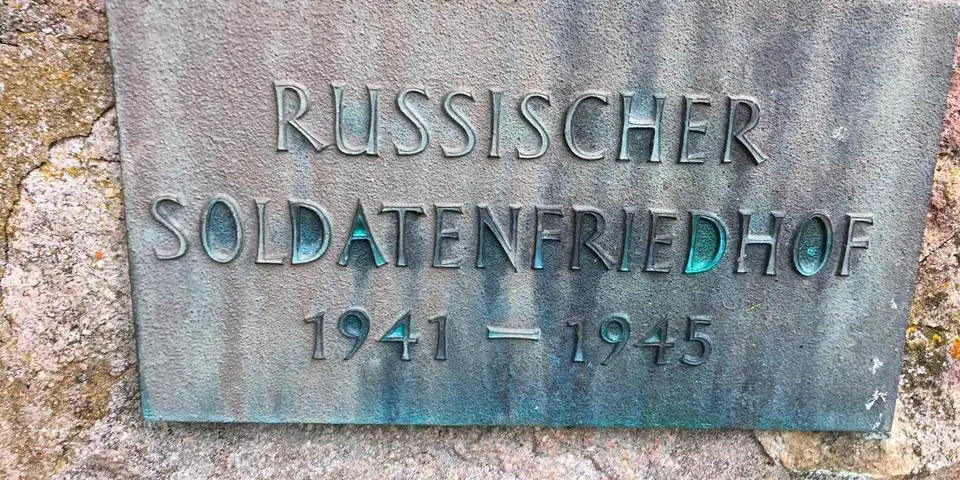 RUSSISCHER
SOLDATENFRIEDHOF
1941 – 1945